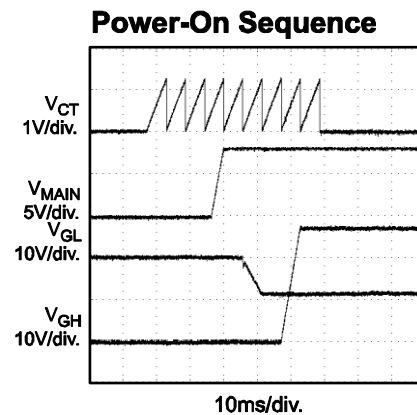 Power-On Sequence
VCT
1V/div.
VMAIN
5V/div.
VGL
10V/div.
VGH
10V/div.
10ms/div.